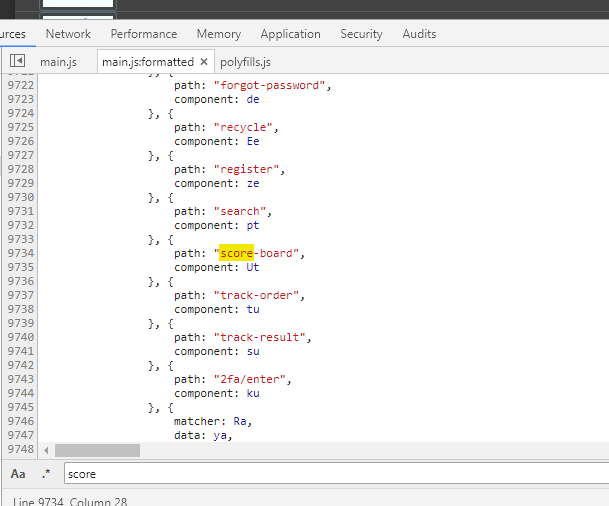 urces Network Performance Memory Application Security Audits
main.js main.js:formatted × polyfills.js
9721 }, {
9722 path: "forgot-password",
9723 component: de
9724 }, {
9725 path: "recycle",
9726 component: Ee
9727 }, {
9728 path: "register",
9729 component: ze
9730 }, {
9731 path: "search",
9732 component: pt
9733 }, {
9734 path: "score-board",
9735 component: Ut
9736 }, {
9737 path: "track-order",
9738 component: tu
9739 }, {
9740 path: "track-result",
9741 component: su
9742 }, {
9743 path: "2fa/enter",
9744 component: ku
9745 }, {
9746 matcher: Ra,
9747 data: ya,
9748
Aa .* score
Line 9734, Column 28